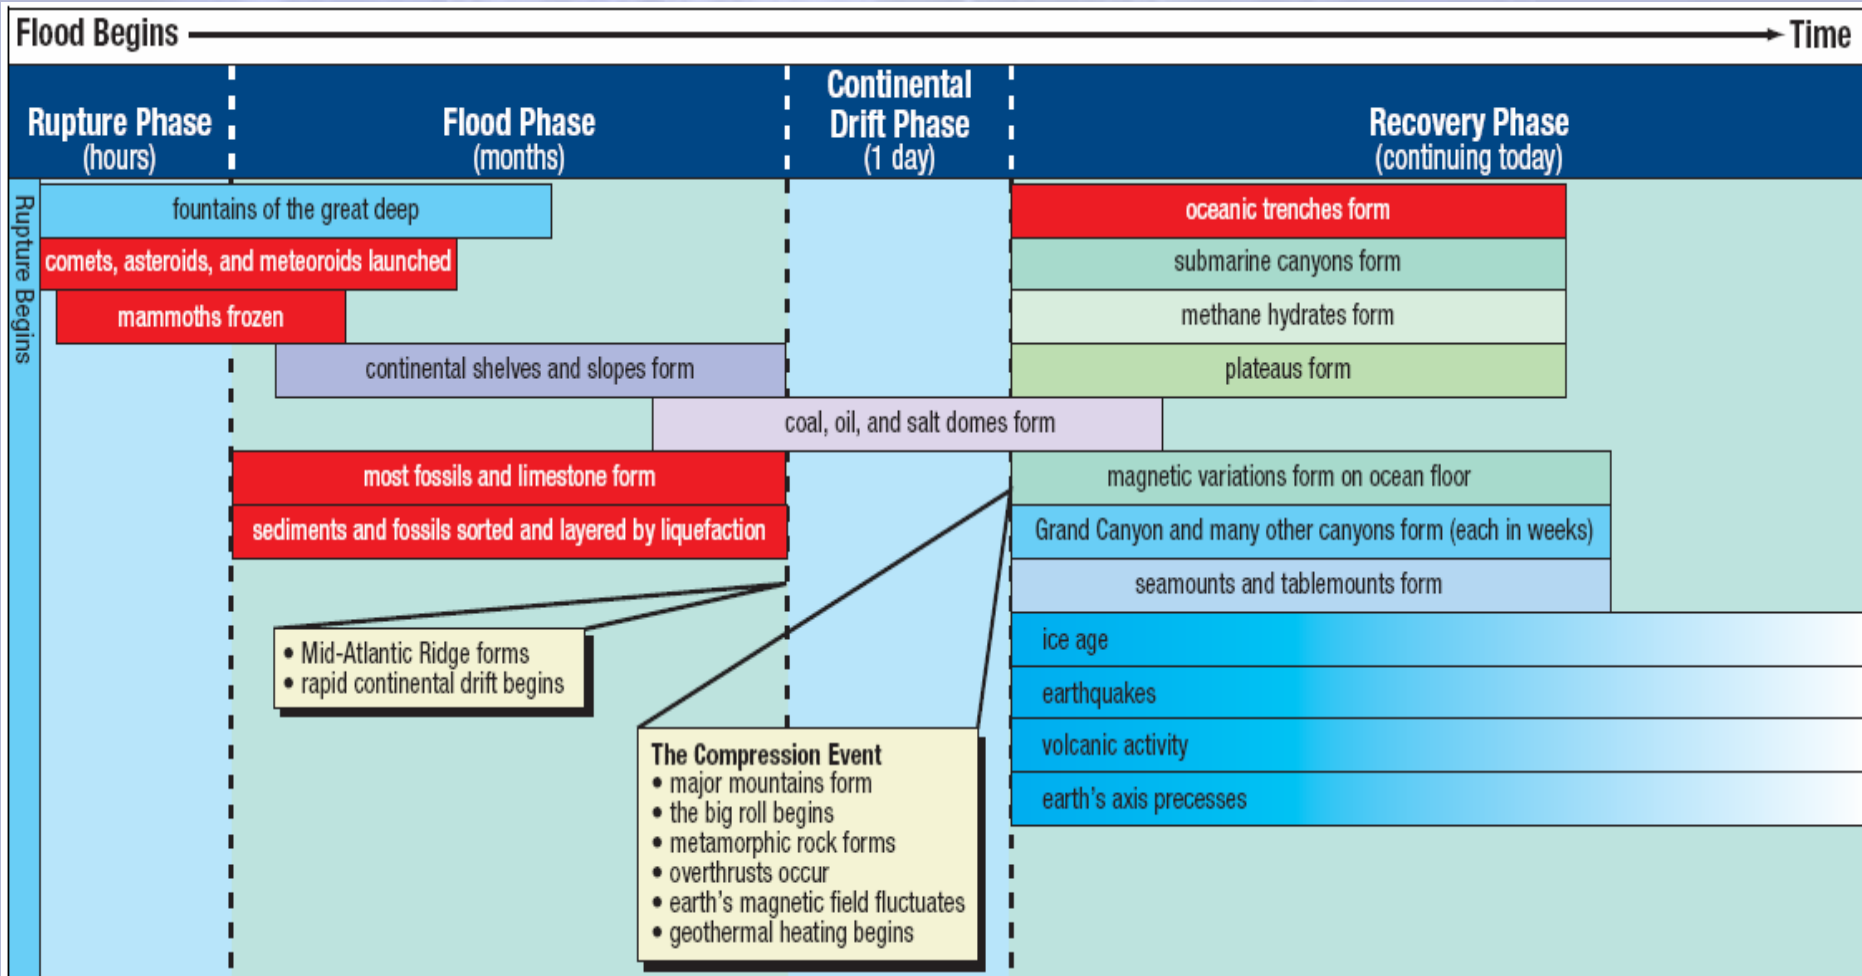 Flood Begins
Time
Rupture Phase
(hours)
Flood Phase
(months)
Continental
Drift Phase
(1 day)
Recovery Phase
(continuing today)
Rupture Begins
fountains of the great deep
comets, asteroids, and meteoroids launched
mammoths frozen
continental shelves and slopes form
coal, oil, and salt domes form
most fossils and limestone form
sediments and fossils sorted and layered by liquefaction
• Mid-Atlantic Ridge forms
• rapid continental drift begins
The Compression Event
• major mountains form
• the big roll begins
• metamorphic rock forms
• overthrusts occur
• earth's magnetic field fluctuates
• geothermal heating begins
oceanic trenches form
submarine canyons form
methane hydrates form
plateaus form
magnetic variations form on ocean floor
Grand Canyon and many other canyons form (each in weeks)
seamounts and tablemounts form
ice age
earthquakes
volcanic activity
earth's axis precesses